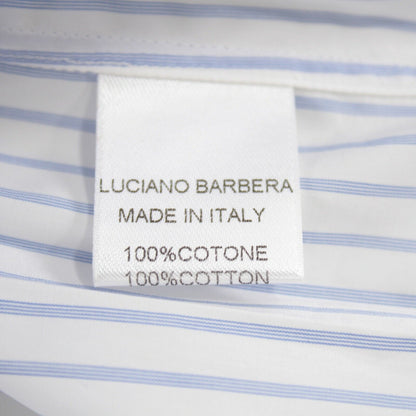 LUCIANO BARBERA
MADE IN ITALY
100%COTONE
100%COTTON